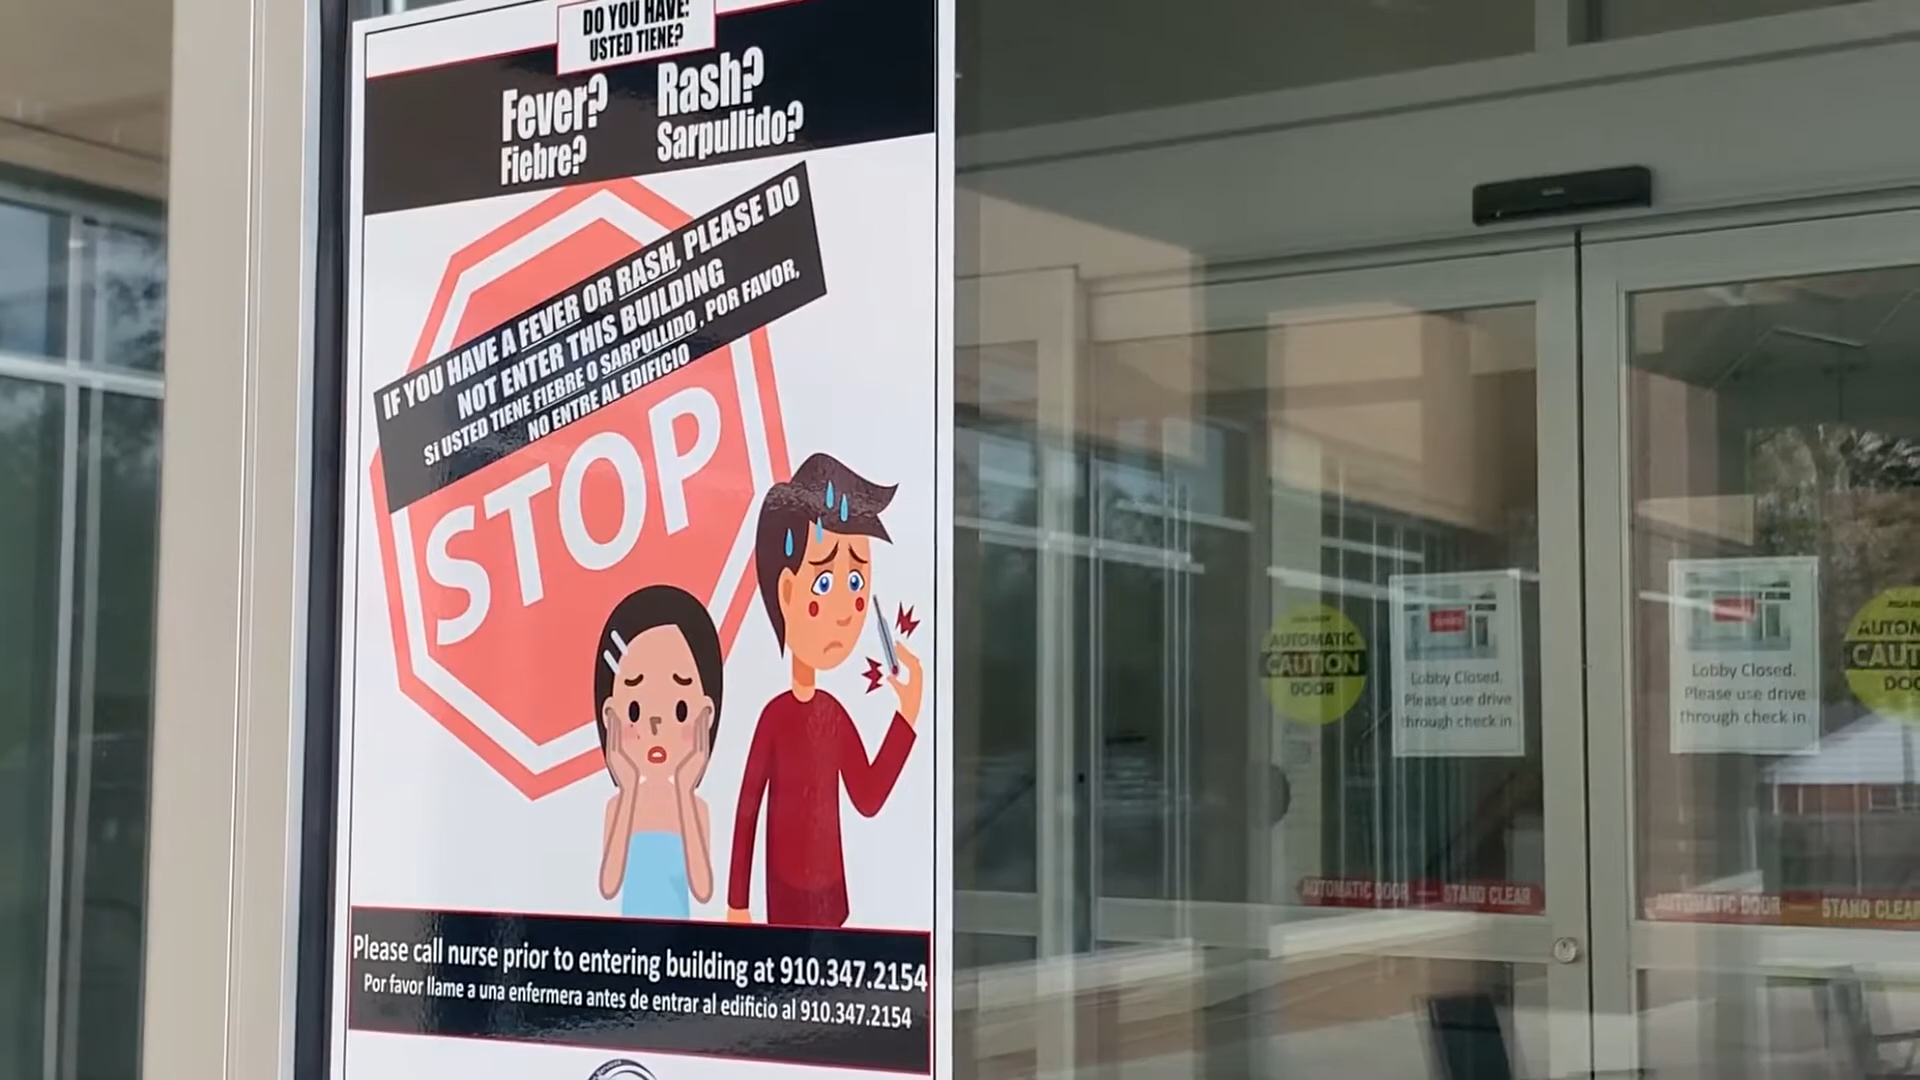 DO YOU HAVE:
USTED TIENE?
Fever?
Fiebre?
Rash?
Sarpullido?
IF YOU HAVE A FEVER OR RASH, PLEASE DO
NOT ENTER THIS BUILDING
Si USTED TIENE FIEBRE O SARPULLIDO , POR FAVOR,
NO ENTRE AL EDIFICIO
STOP
Please call nurse prior to entering building at 910.347.2154
Por favor llame a una enfermera antes de entrar al edificio al 910.347.2154
AUTOMATIC
CAUTION
DOOR
Lobby Closed.
Please use drive
through check in.
Lobby Closed.
Please use drive
through check in.
AUTOM
CAUT
DOO
AUTOMATIC DOOR — STAND CLEAR
AUTOMATIC DOOR — STAND CLEAR